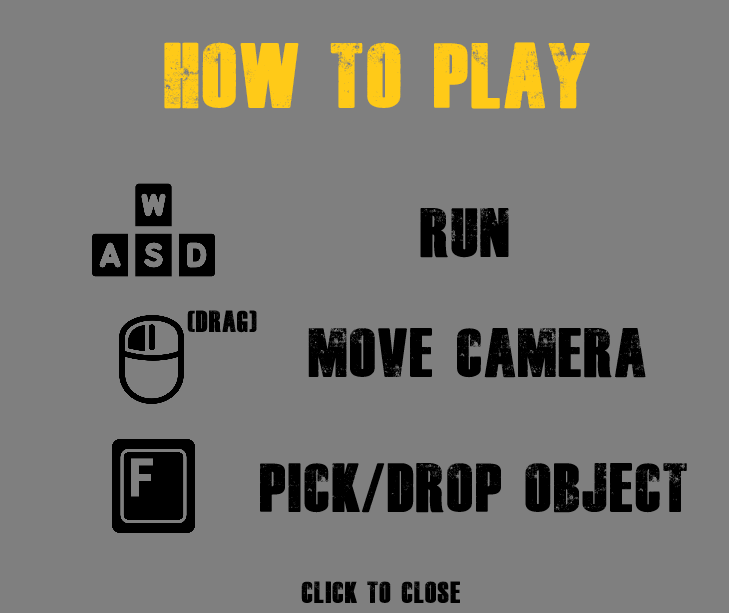 HOW TO PLAY
W
A S D
RUN
(DRAG)
MOVE CAMERA
F
PICK/DROP OBJECT
CLICK TO CLOSE